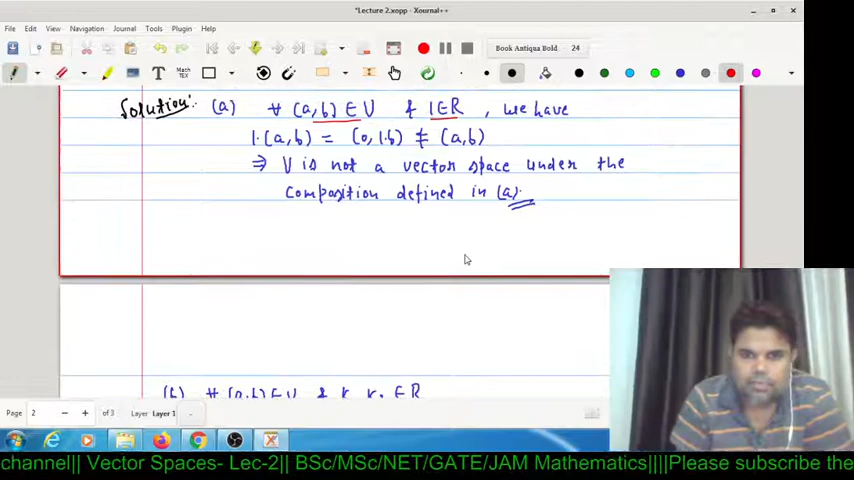 *Lecture 2.xopp - Xournal++
File Edit View Navigation Journal Tools Plugin Help
Book Antiqua Bold 24
Solution: (a) ∀ (a,b) ∈ V & 1∈R, we have
1.(a,b) = (0, 1.b) ≠ (a,b)
⇒ V is not a vector space under the
composition defined in (a).
(b) ∀ (a,b) ∈ V & K, K₂ ∈ R
Page 2 of 3 Layer Layer 1
channel|| Vector Spaces- Lec-2|| BSc/MSc/NET/GATE/JAM Mathematics||||Please subscribe the